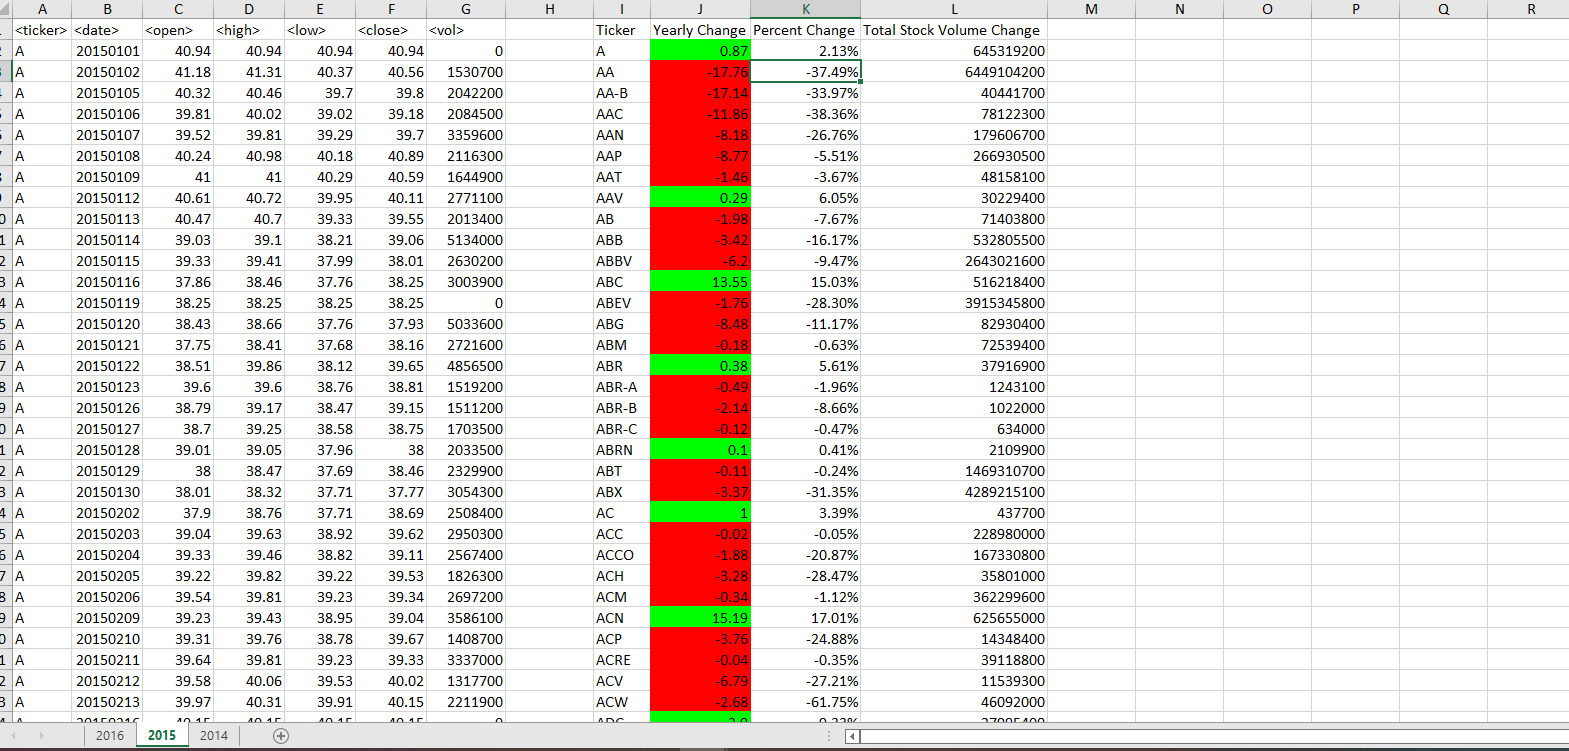 A B C D E F G H I J K L M N O P Q R
<ticker> <date> <open> <high> <low> <close> <vol> Ticker Yearly Change Percent Change Total Stock Volume Change
A 20150101 40.94 40.94 40.94 40.94 0 A 0.87 2.13% 645319200
A 20150102 41.18 41.31 40.37 40.56 1530700 AA -17.76 -37.49% 6449104200
A 20150105 40.32 40.46 39.7 39.8 2042200 AA-B -17.14 -33.97% 40441700
A 20150106 39.81 40.02 39.02 39.18 2084500 AAC -11.86 -38.36% 78122300
A 20150107 39.52 39.81 39.29 39.7 3359600 AAN -8.18 -26.76% 179606700
A 20150108 40.24 40.98 40.18 40.89 2116300 AAP -8.77 -5.51% 266930500
A 20150109 41 41 40.29 40.59 1644900 AAT -1.46 -3.67% 48158100
A 20150112 40.61 40.72 39.95 40.11 2771100 AAV 0.29 6.05% 30229400
A 20150113 40.47 40.7 39.33 39.55 2013400 AB -1.98 -7.67% 71403800
A 20150114 39.03 39.1 38.21 39.06 5134000 ABB -3.42 -16.17% 532805500
A 20150115 39.33 39.41 37.99 38.01 2630200 ABBV -6.2 -9.47% 2643021600
A 20150116 37.86 38.46 37.76 38.25 3003900 ABC 13.55 15.03% 516218400
A 20150119 38.25 38.25 38.25 38.25 0 ABEV -1.76 -28.30% 3915345800
A 20150120 38.43 38.66 37.76 37.93 5033600 ABG -8.48 -11.17% 82930400
A 20150121 37.75 38.41 37.68 38.16 2721600 ABM -0.18 -0.63% 72539400
A 20150122 38.51 39.86 38.12 39.65 4856500 ABR 0.38 5.61% 37916900
A 20150123 39.6 39.6 38.76 38.81 1519200 ABR-A -0.49 -1.96% 1243100
A 20150126 38.79 39.17 38.47 39.15 1511200 ABR-B -2.14 -8.66% 1022000
A 20150127 38.7 39.25 38.58 38.75 1703500 ABR-C -0.12 -0.47% 634000
A 20150128 39.01 39.05 37.96 38 2033500 ABRN 0.1 0.41% 2109900
A 20150129 38 38.47 37.69 38.46 2329900 ABT -0.11 -0.24% 1469310700
A 20150130 38.01 38.32 37.71 37.77 3054300 ABX -3.37 -31.35% 4289215100
A 20150202 37.9 38.76 37.71 38.69 2508400 AC 1 3.39% 437700
A 20150203 39.04 39.63 38.92 39.62 2950300 ACC -0.02 -0.05% 228980000
A 20150204 39.33 39.46 38.82 39.11 2567400 ACCO -1.88 -20.87% 167330800
A 20150205 39.22 39.82 39.22 39.53 1826300 ACH -3.28 -28.47% 35801000
A 20150206 39.54 39.81 39.23 39.34 2697200 ACM -0.34 -1.12% 362299600
A 20150209 39.23 39.43 38.95 39.04 3586100 ACN 15.19 17.01% 625655000
A 20150210 39.31 39.76 38.78 39.67 1408700 ACP -3.76 -24.88% 14348400
A 20150211 39.64 39.81 39.23 39.33 3337000 ACRE -0.04 -0.35% 39118800
A 20150212 39.58 40.06 39.53 40.02 1317700 ACV -6.79 -27.21% 11539300
A 20150213 39.97 40.31 39.91 40.15 2211900 ACW -2.68 -61.75% 46092000
2016 2015 2014